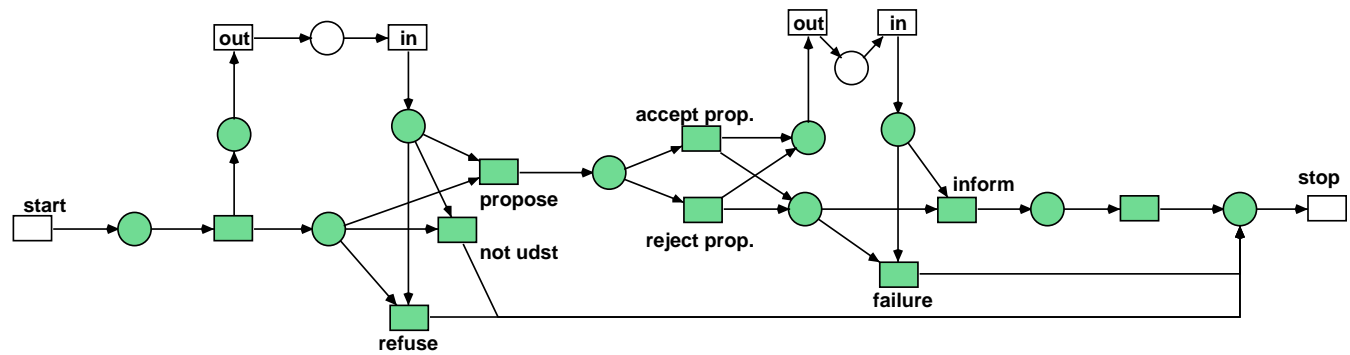 out
in
out
in
accept prop.
start
propose
inform
stop
not udst
reject prop.
failure
refuse